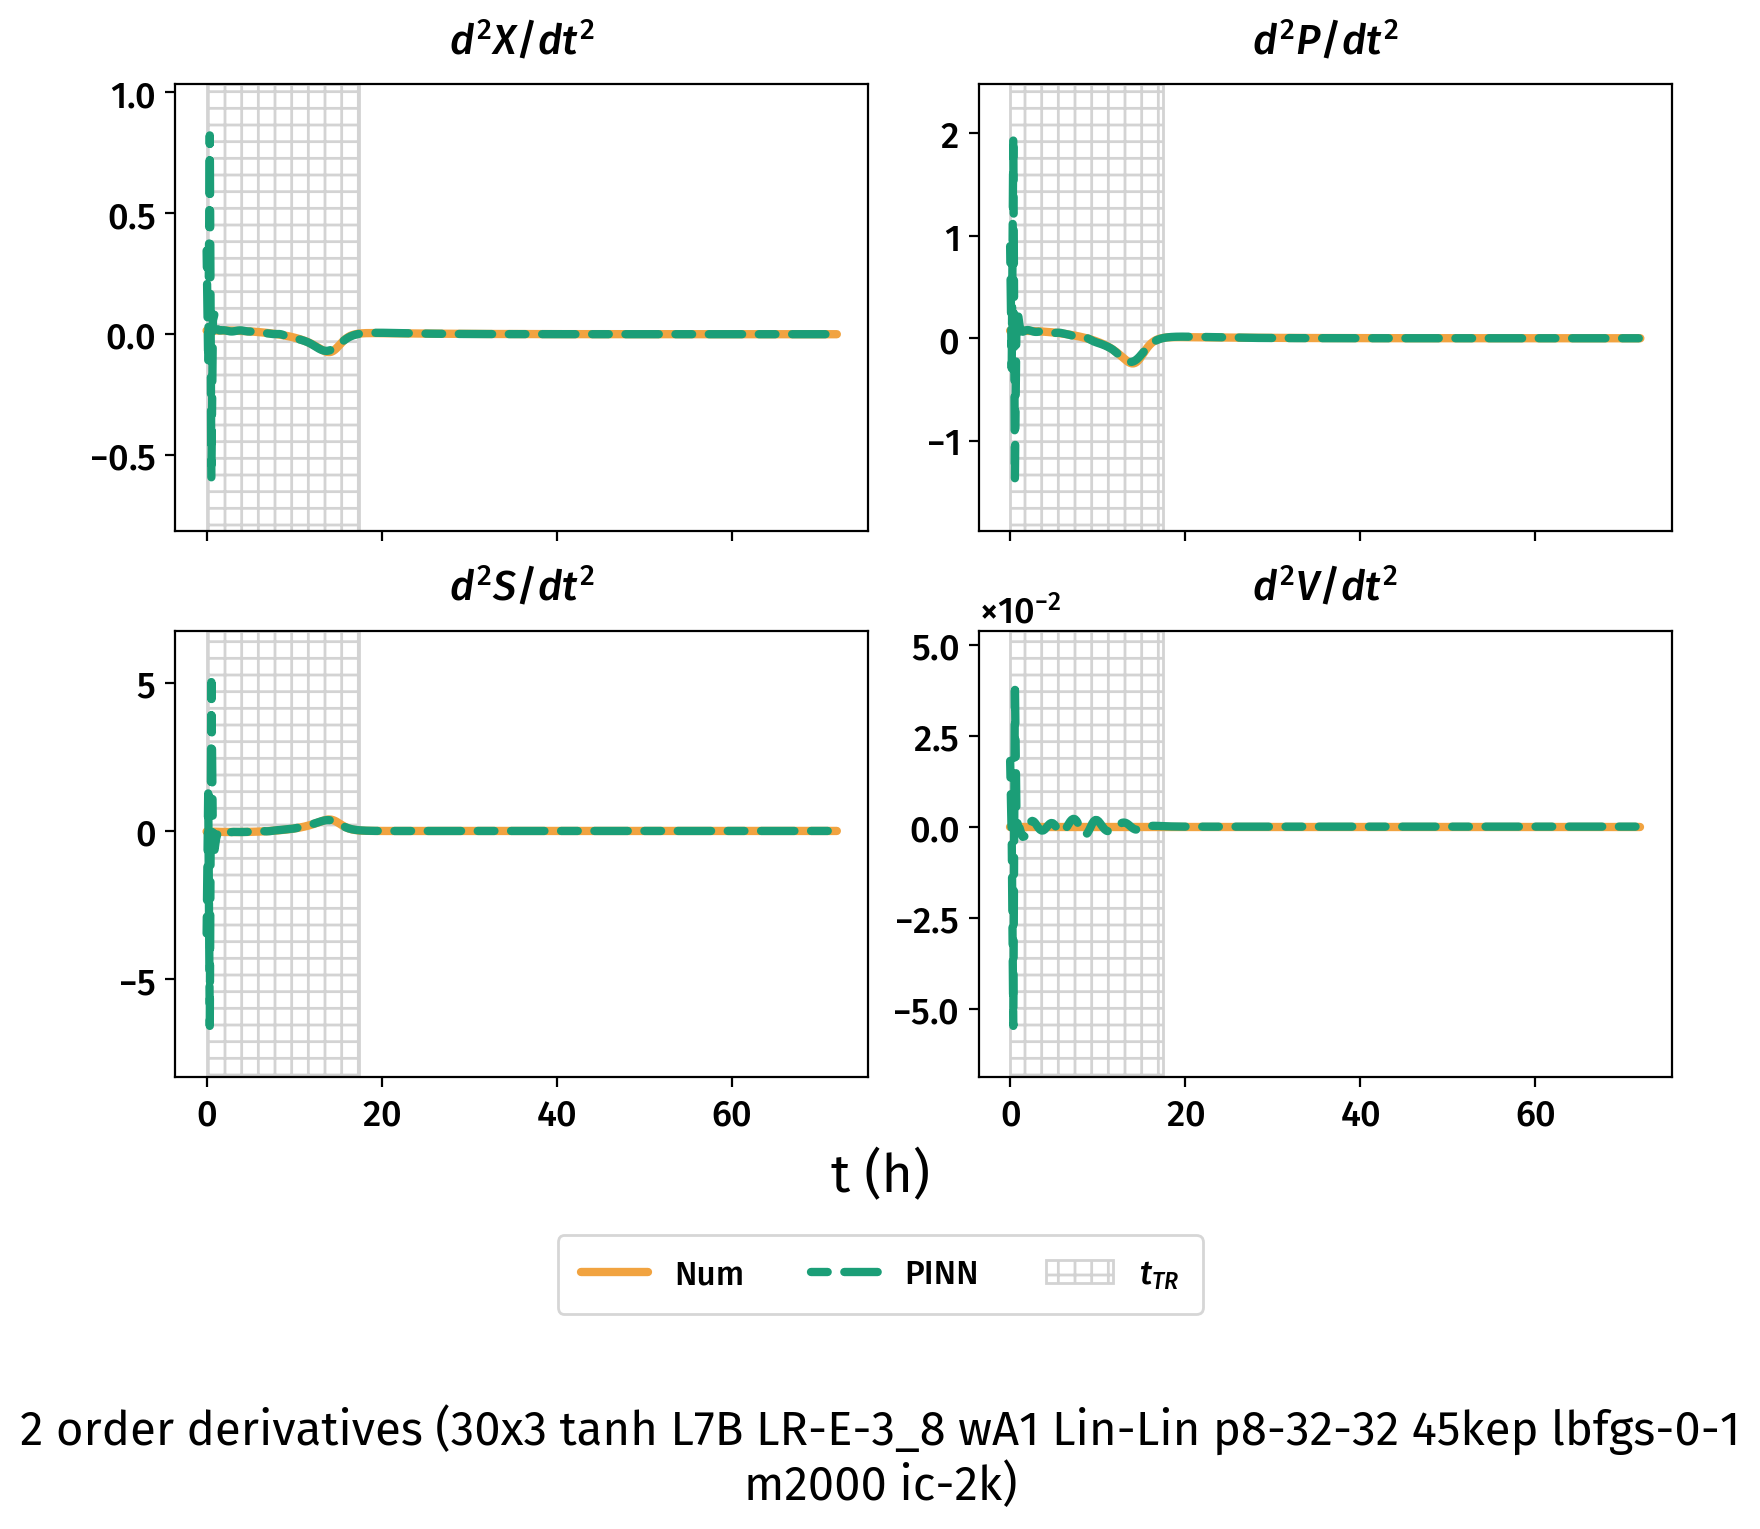 d²X/dt²
d²P/dt²
1.0
0.5
0.0
−0.5
2
1
0
−1
d²S/dt²
d²V/dt²
×10⁻²
5
0
−5
5.0
2.5
0.0
−2.5
−5.0
0 20 40 60
0 20 40 60
t (h)
Num PINN t_TR
2 order derivatives (30x3 tanh L7B LR-E-3_8 wA1 Lin-Lin p8-32-32 45kep lbfgs-0-1
m2000 ic-2k)